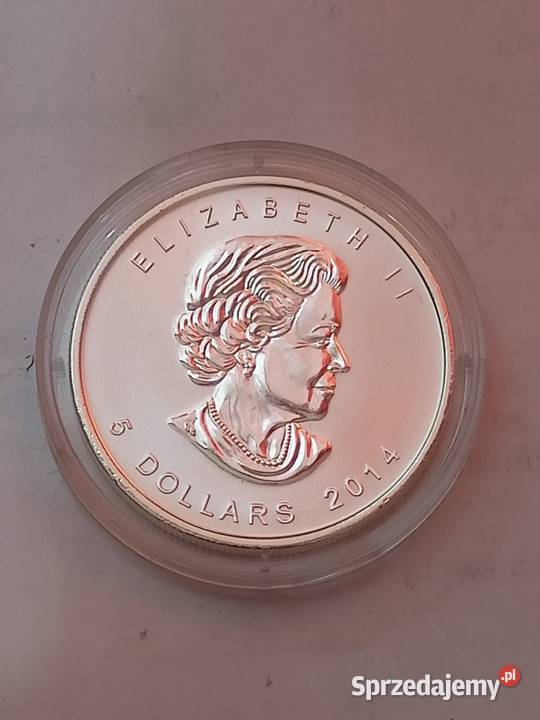 ELIZABETH II
5 DOLLARS 2014
Sprzedajemy.pl